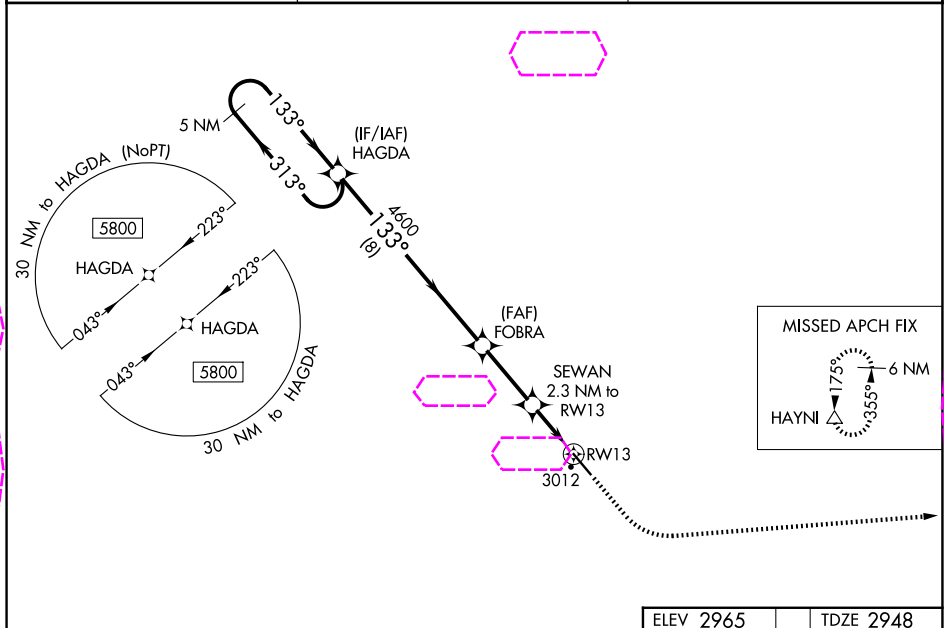 5 NM
133°
313°
(IF/IAF)
HAGDA
30 NM to HAGDA (NoPT)
5800
HAGDA
223°
043°
4600
133°
(8)
223°
HAGDA
043°
5800
30 NM to HAGDA
(FAF)
FOBRA
SEWAN
2.3 NM to
RW13
RW13
3012
MISSED APCH FIX
6 NM
175°
355°
HAYNI
ELEV 2965
TDZE 2948